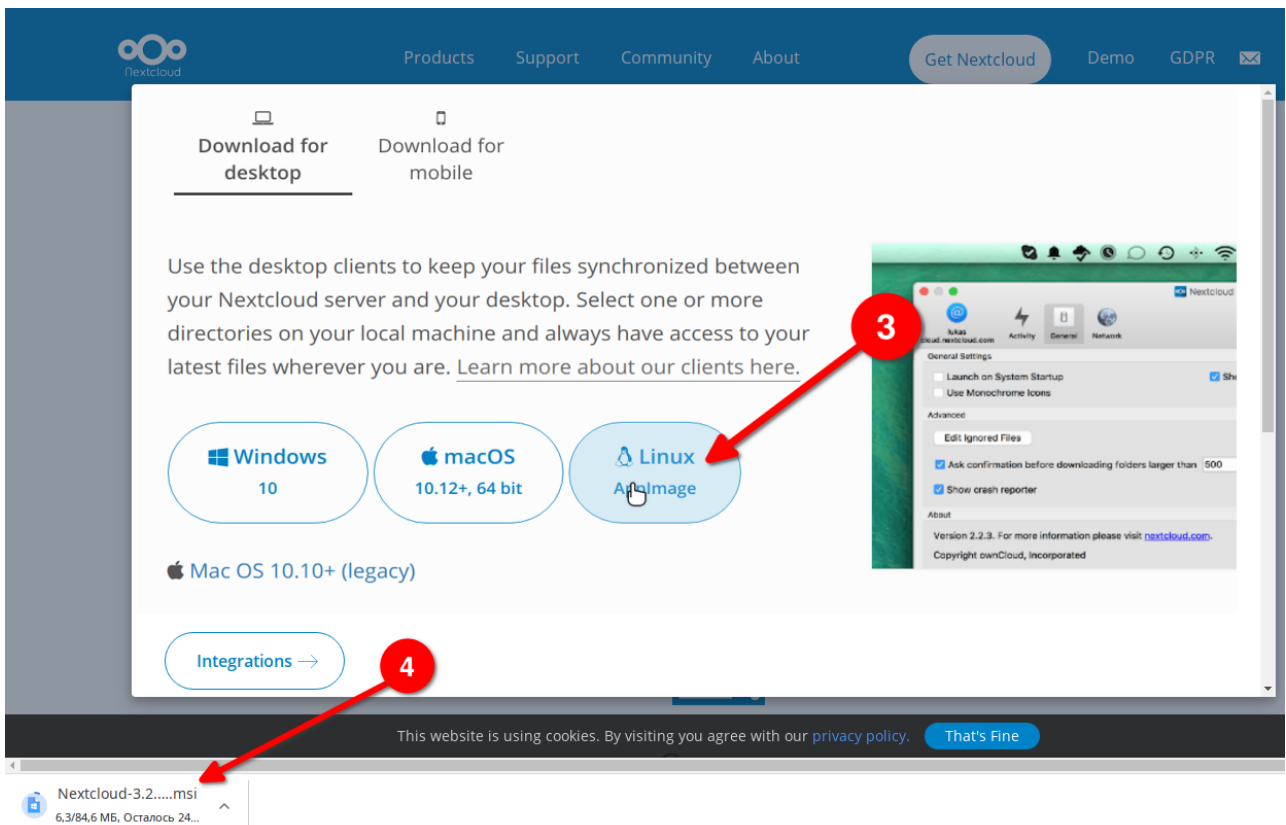 Nextcloud
Products Support Community About Get Nextcloud Demo GDPR
Download for desktop
Download for mobile
Use the desktop clients to keep your files synchronized between
your Nextcloud server and your desktop. Select one or more
directories on your local machine and always have access to your
latest files wherever you are. Learn more about our clients here.
3
Nextcloud
lukas
cloud.nextcloud.com
Activity General Network
General Settings
Launch on System Startup
Use Monochrome Icons
Advanced
Edit Ignored Files
Ask confirmation before downloading folders larger than 500
Show crash reporter
About
Version 2.2.3. For more information please visit nextcloud.com.
Copyright ownCloud, Incorporated
Windows
10
macOS
10.12+, 64 bit
Linux
AppImage
Mac OS 10.10+ (legacy)
Integrations →
4
This website is using cookies. By visiting you agree with our privacy policy. That's Fine
Nextcloud-3.2.....msi
6,3/84,6 МБ, Осталось 24...